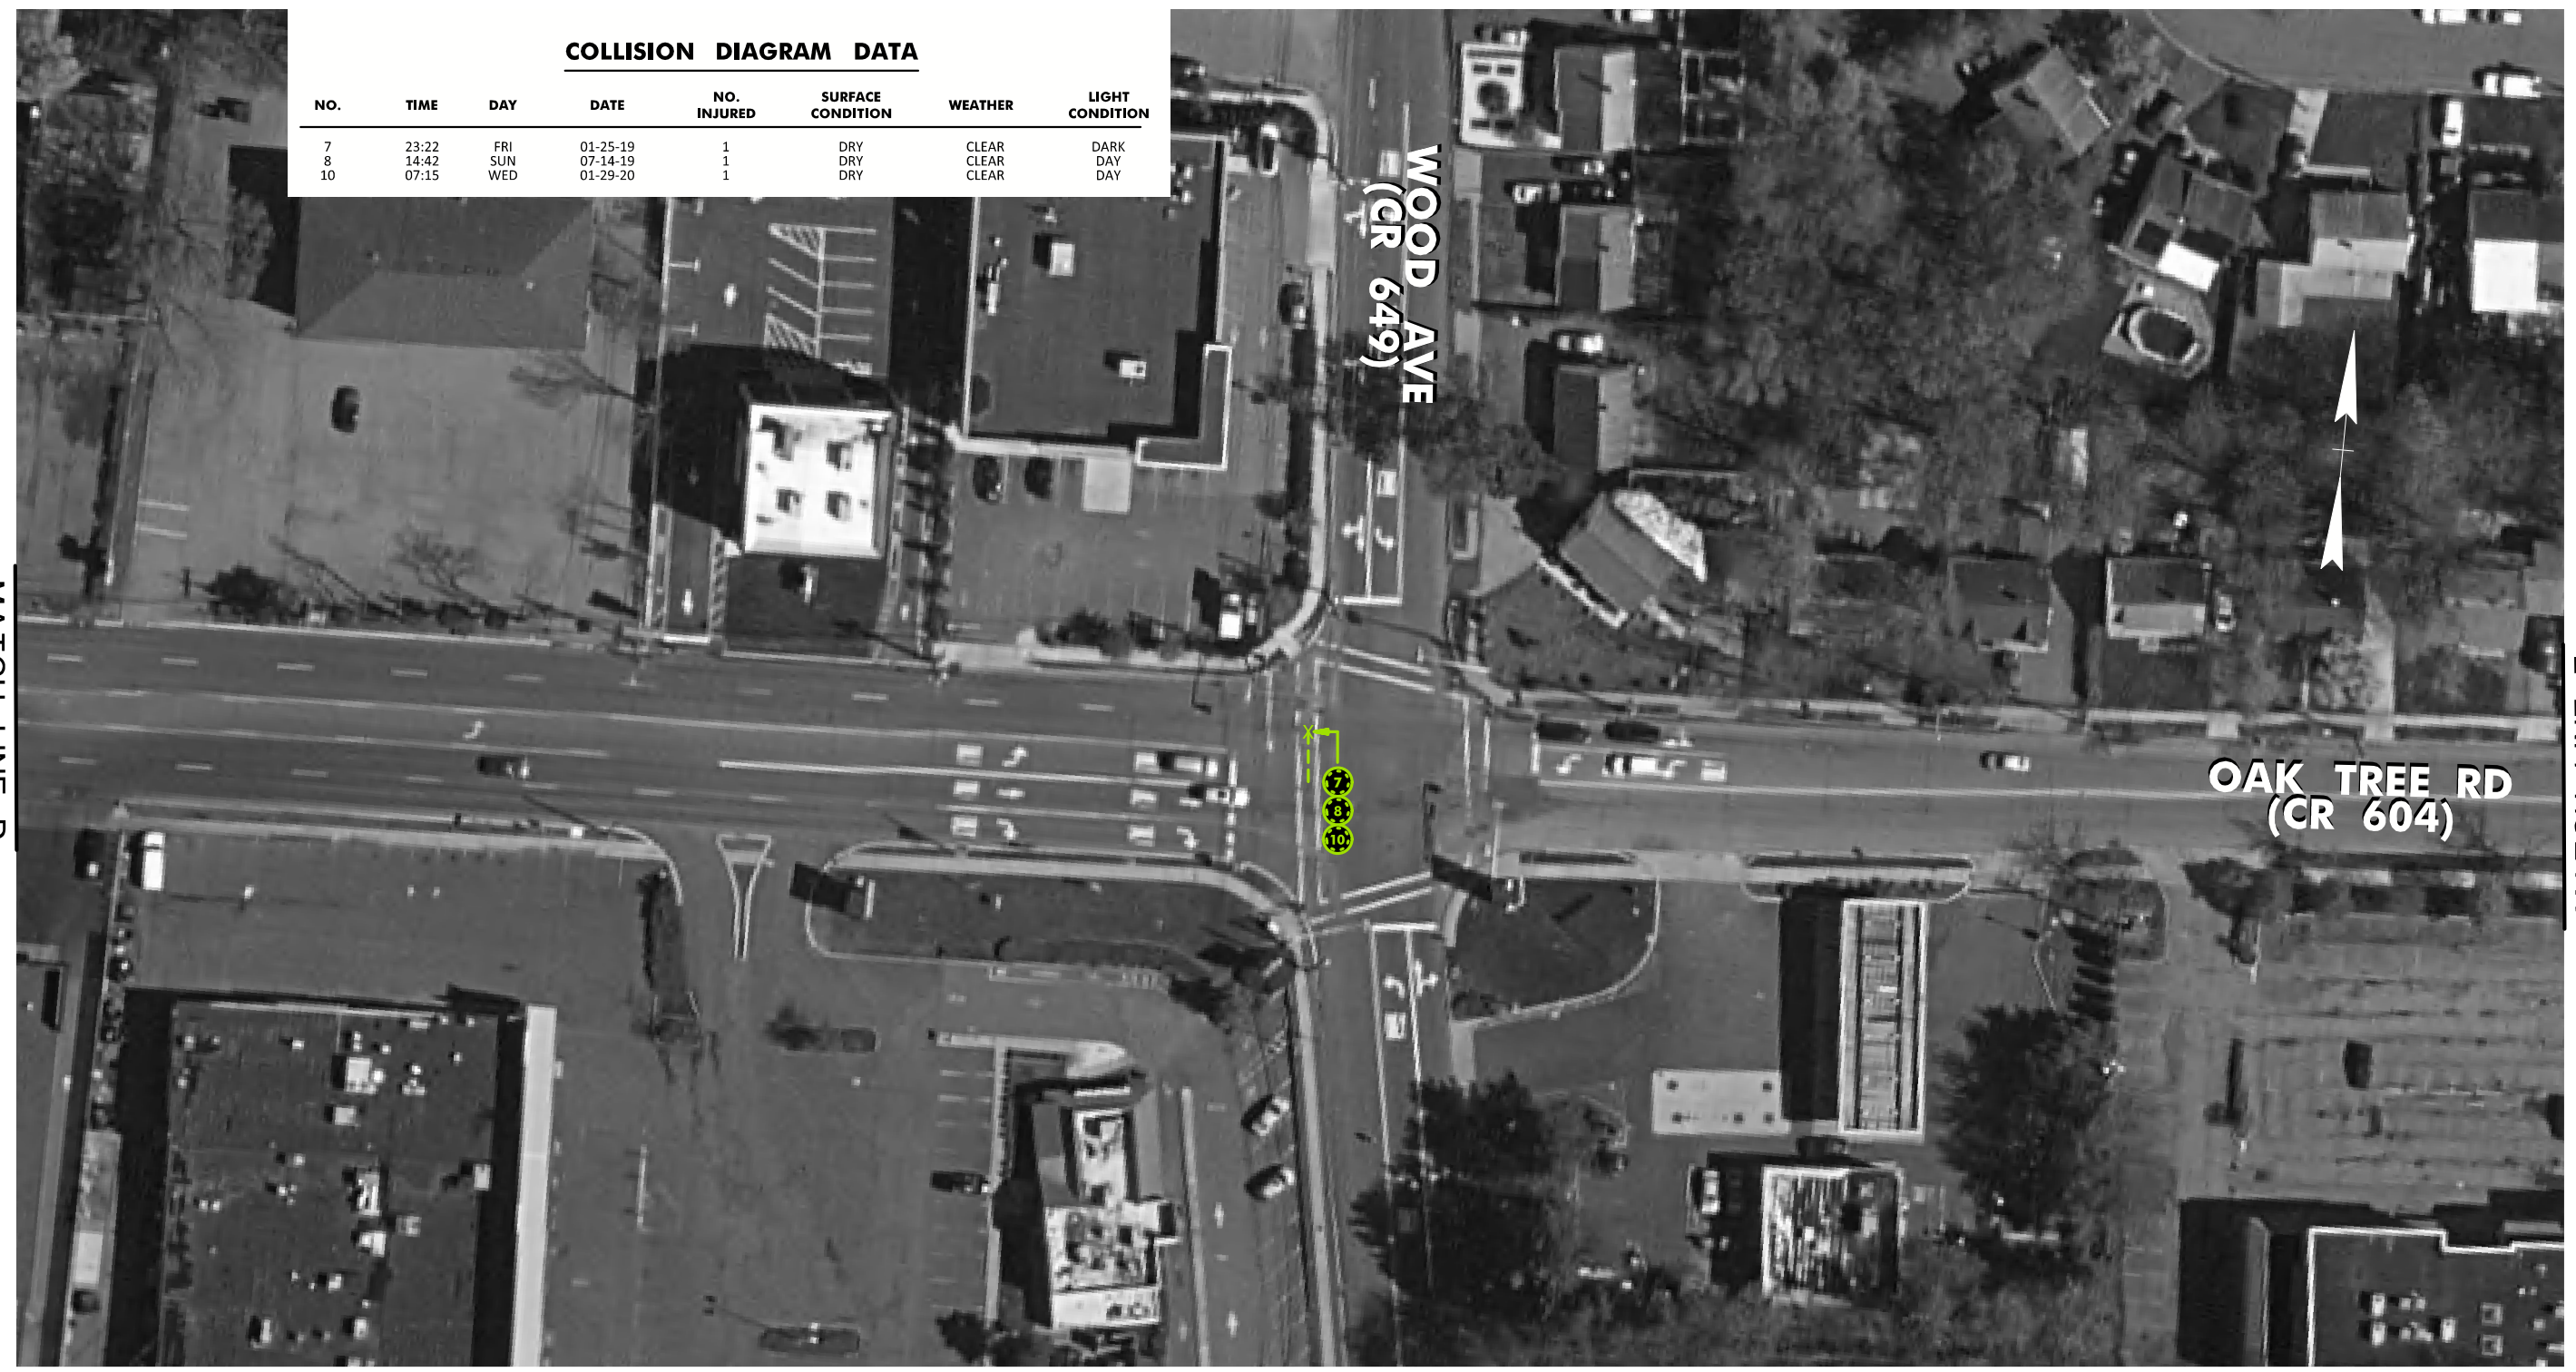 COLLISION DIAGRAM DATA
NO. TIME DAY DATE NO. INJURED SURFACE CONDITION WEATHER LIGHT CONDITION
7 23:22 FRI 01-25-19 1 DRY CLEAR DARK
8 14:42 SUN 07-14-19 1 DRY CLEAR DAY
10 07:15 WED 01-29-20 1 DRY CLEAR DAY
WOOD AVE
(CR 649)
X
7
8
10
OAK TREE RD
(CR 604)